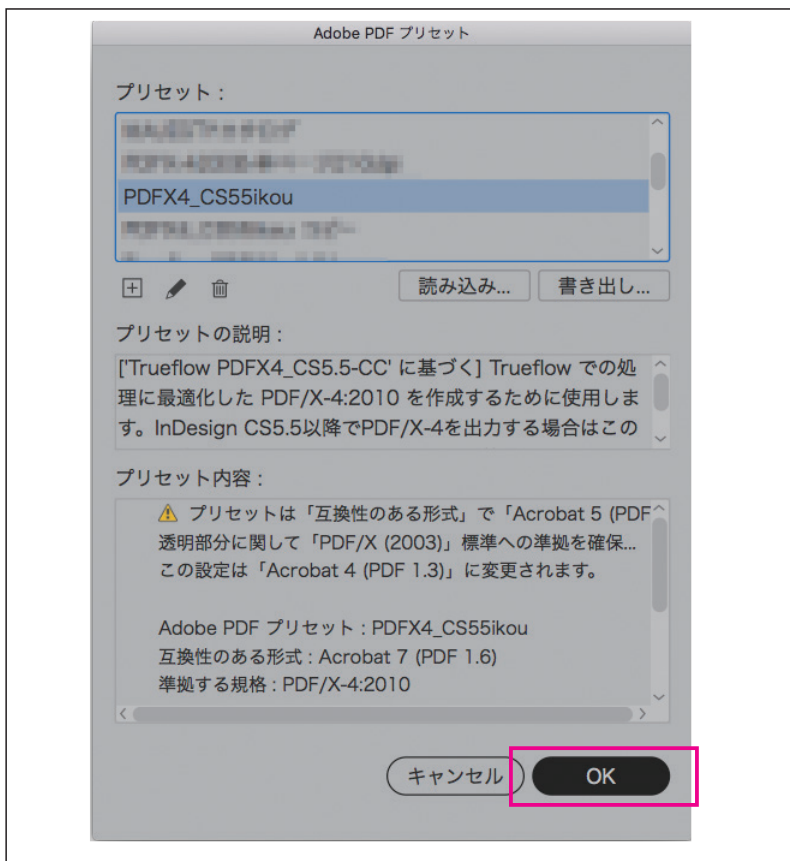 Adobe PDF プリセット
プリセット :
PDFX4_CS55ikou
読み込み...
書き出し...
プリセットの説明 :
['Trueflow PDFX4_CS5.5-CC' に基づく] Trueflow での処
理に最適化した PDF/X-4:2010 を作成するために使用しま
す。InDesign CS5.5以降でPDF/X-4を出力する場合はこの
プリセット内容 :
プリセットは「互換性のある形式」で「Acrobat 5 (PDF
透明部分に関して「PDF/X (2003)」標準への準拠を確保...
この設定は「Acrobat 4 (PDF 1.3)」に変更されます。
Adobe PDF プリセット : PDFX4_CS55ikou
互換性のある形式 : Acrobat 7 (PDF 1.6)
準拠する規格 : PDF/X-4:2010
キャンセル
OK